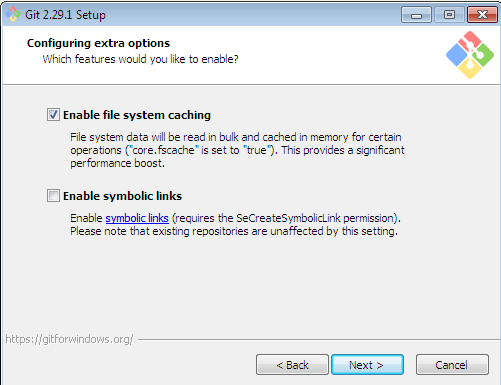 Git 2.29.1 Setup
Configuring extra options
Which features would you like to enable?
Enable file system caching
File system data will be read in bulk and cached in memory for certain
operations ("core.fscache" is set to "true"). This provides a significant
performance boost.
Enable symbolic links
Enable symbolic links (requires the SeCreateSymbolicLink permission).
Please note that existing repositories are unaffected by this setting.
https://gitforwindows.org/
< Back Next > Cancel